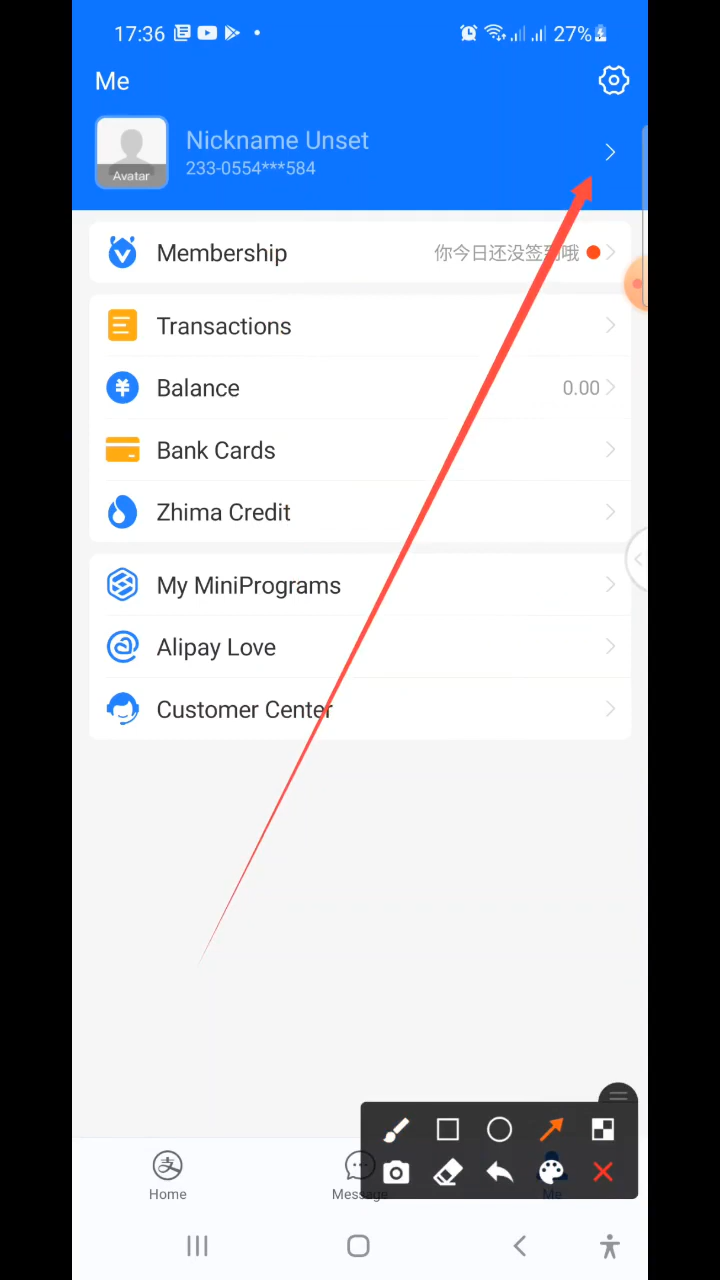 17:36
27%
Me
Nickname Unset
233-0554***584
Avatar
Membership
你今日还没签到哦
Transactions
Balance
0.00
Bank Cards
Zhima Credit
My MiniPrograms
Alipay Love
Customer Center
支
Home
Message
Me